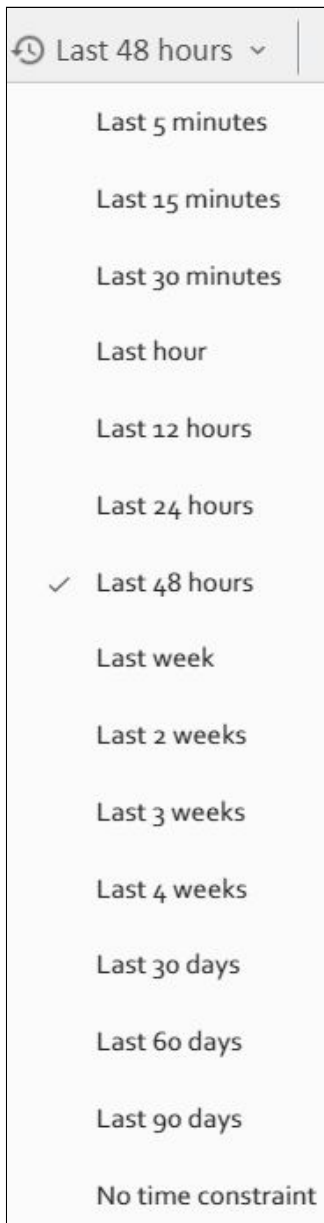 Last 48 hours
Last 5 minutes
Last 15 minutes
Last 30 minutes
Last hour
Last 12 hours
Last 24 hours
Last 48 hours
Last week
Last 2 weeks
Last 3 weeks
Last 4 weeks
Last 30 days
Last 60 days
Last 90 days
No time constraint